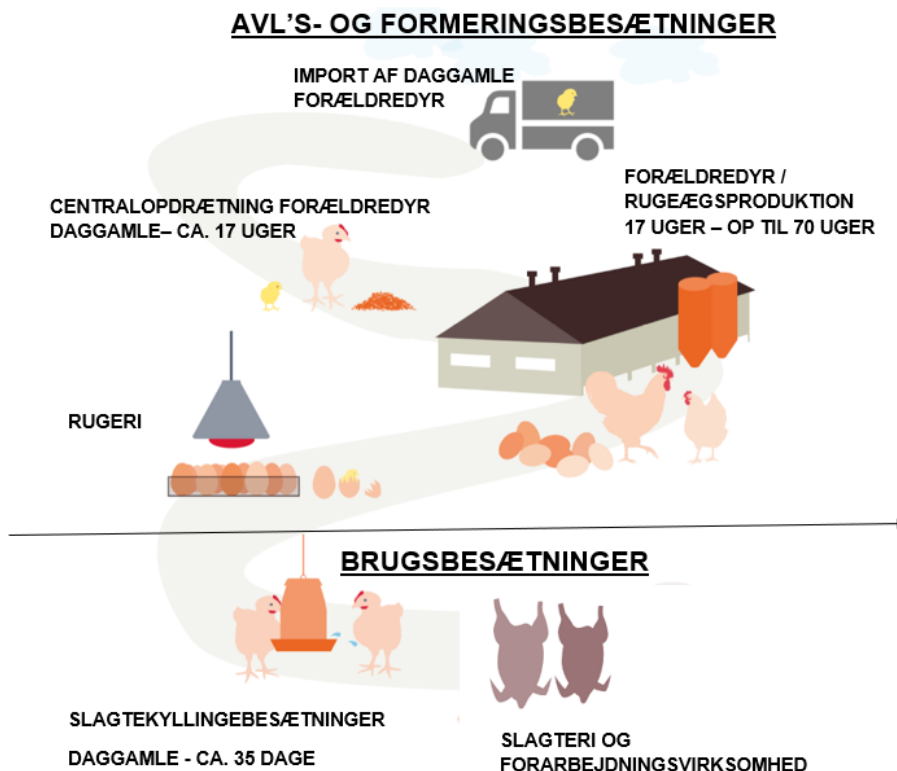 AVL'S- OG FORMERINGSBESÆTNINGER
IMPORT AF DAGGAMLE
FORÆLDREDYR
FORÆLDREDYR /
RUGEÆGSPRODUKTION
17 UGER – OP TIL 70 UGER
CENTRALOPDRÆTNING FORÆLDREDYR
DAGGAMLE– CA. 17 UGER
RUGERI
BRUGSBESÆTNINGER
SLAGTEKYLLINGEBESÆTNINGER
DAGGAMLE - CA. 35 DAGE
SLAGTERI OG
FORARBEJDNINGSVIRKSOMHED